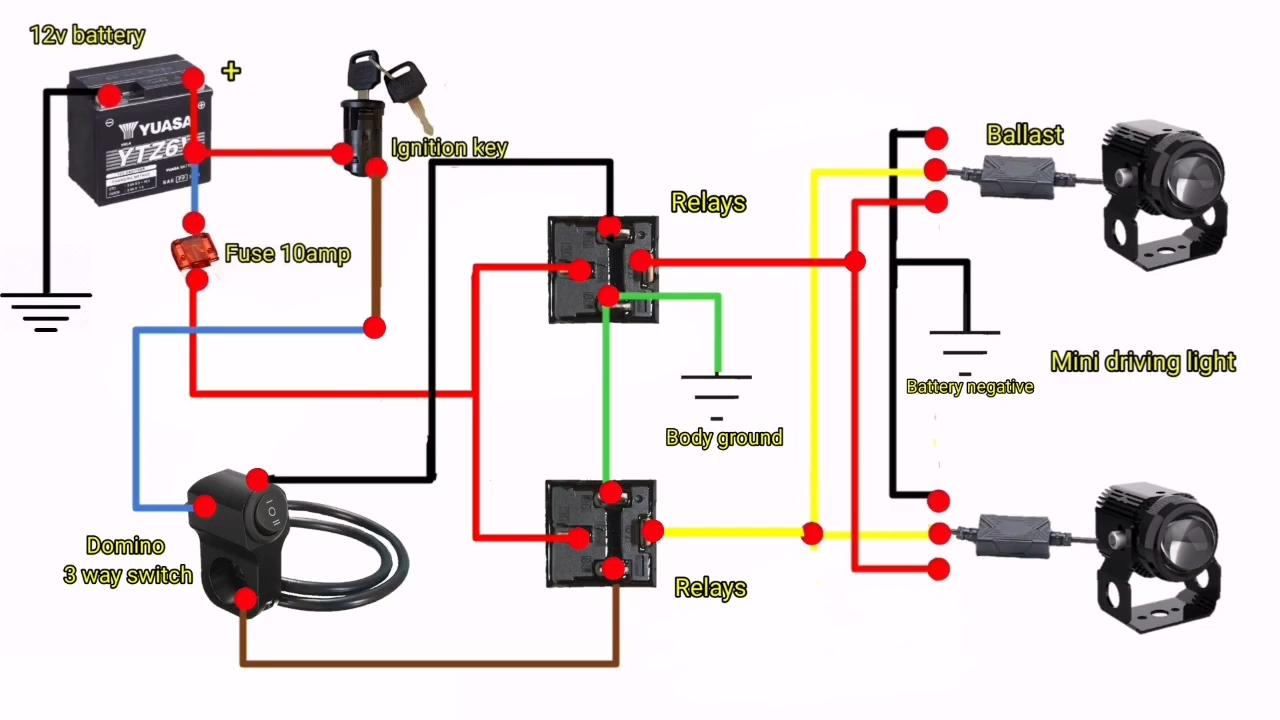 12v battery
+
YUASA
YTZ6V
Ignition key
Ballast
Relays
Fuse 10amp
Mini driving light
Battery negative
Body ground
Domino
3 way switch
Relays